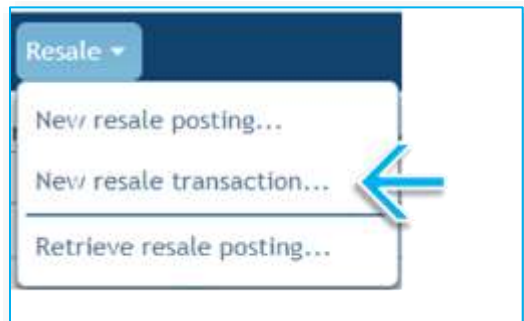 Resale
New resale posting...
New resale transaction...
Retrieve resale posting...